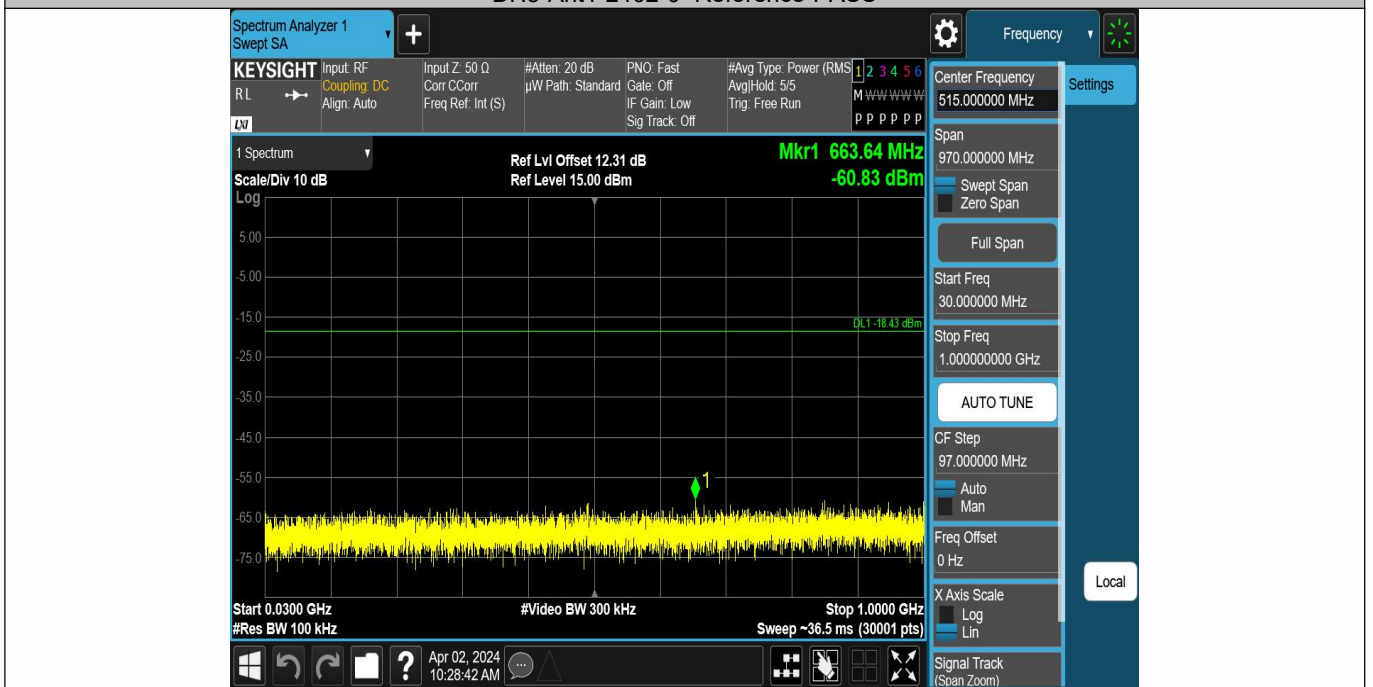 Spectrum Analyzer 1
Swept SA
Frequency
KEYSIGHT
RL
LXI
Input: RF
Coupling: DC
Align: Auto
Input Z: 50 Ω
Corr CCorr
Freq Ref: Int (S)
#Atten: 20 dB
µW Path: Standard
PNO: Fast
Gate: Off
IF Gain: Low
Sig Track: Off
#Avg Type: Power (RMS
Avg|Hold: 5/5
Trig: Free Run
1 2 3 4 5 6
M W W W W W
P P P P P P
1 Spectrum
Scale/Div 10 dB
Log
Ref Lvl Offset 12.31 dB
Ref Level 15.00 dBm
Mkr1 663.64 MHz
-60.83 dBm
5.00
-5.00
-15.0
DL1 -18.43 dBm
-25.0
-35.0
-45.0
-55.0
1
-65.0
-75.0
Start 0.0300 GHz
#Res BW 100 kHz
#Video BW 300 kHz
Stop 1.0000 GHz
Sweep ~36.5 ms (30001 pts)
Apr 02, 2024
10:28:42 AM
Center Frequency
515.000000 MHz
Span
970.000000 MHz
Swept Span
Zero Span
Full Span
Start Freq
30.000000 MHz
Stop Freq
1.000000000 GHz
AUTO TUNE
CF Step
97.000000 MHz
Auto
Man
Freq Offset
0 Hz
X Axis Scale
Log
Lin
Signal Track
(Span Zoom)
Settings
Local